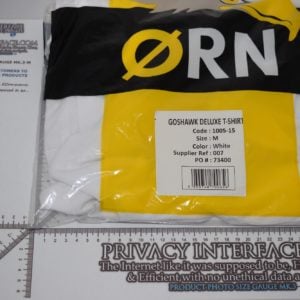 ØRN
GOSHAWK DELUXE T-SHIRT
Code : 1005-15
Size : M
Color : White
Supplier Ref : 007
PO # : 73400
PRIVACY INTERFACE
The Internet like it was supposed to be, E
& Efficient with no unethical data a
PRODUCT PHOTO SIZE GAUGE MK.